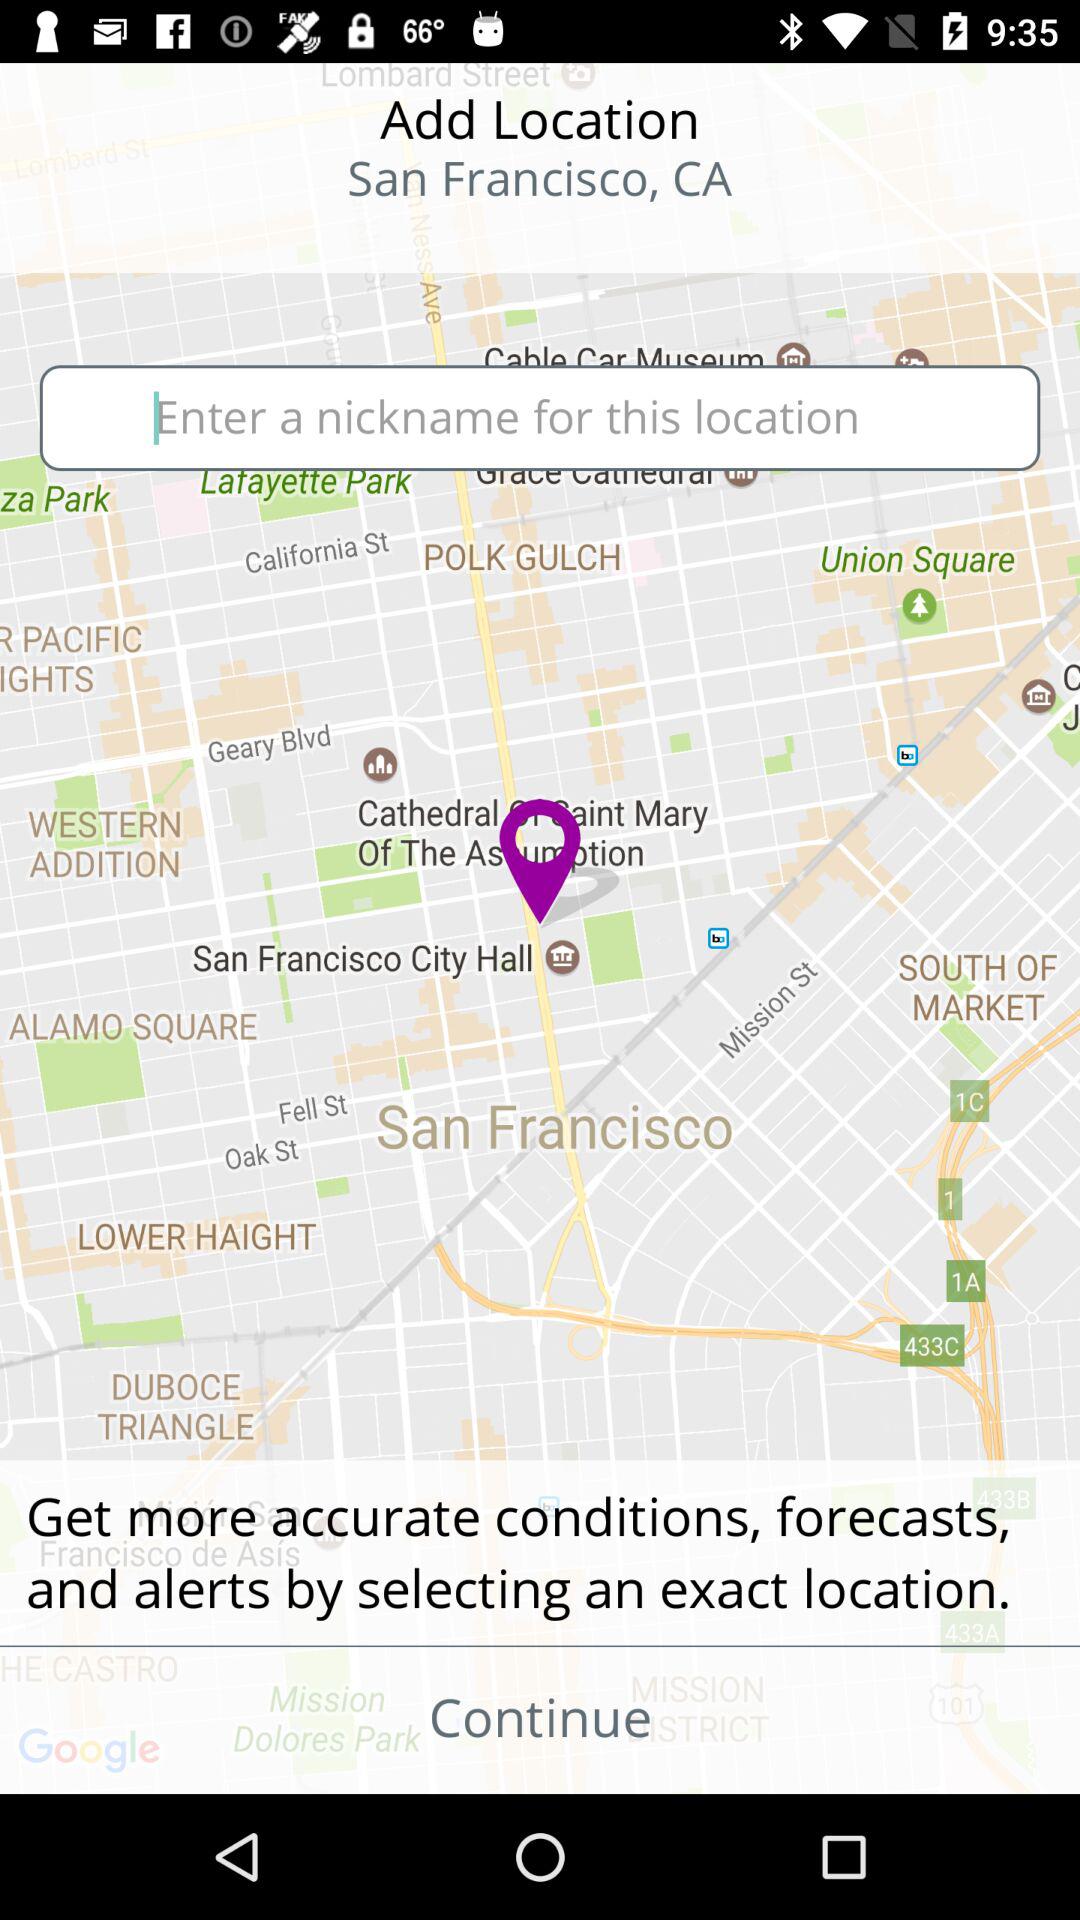 FAKE
66°
9:35
Lombard Street
Add Location
Lombard St
San Francisco, CA
Van Ness Ave
Cable Car Museum
Enter a nickname for this location
Grace Cathedral
Lafayette Park
za Park
California St
POLK GULCH
Union Square
R PACIFIC
IGHTS
C
J
Geary Blvd
WESTERN
ADDITION
Cathedral Of Saint Mary
Of The Assumption
San Francisco City Hall
SOUTH OF
MARKET
Mission St
ALAMO SQUARE
1C
Fell St
San Francisco
Oak St
1
LOWER HAIGHT
1A
433C
DUBOCE
TRIANGLE
433B
Misión San
Francisco de Asís
Get more accurate conditions, forecasts,
and alerts by selecting an exact location.
433A
HE CASTRO
Mission
Dolores Park
MISSION
DISTRICT
101
Continue
Google